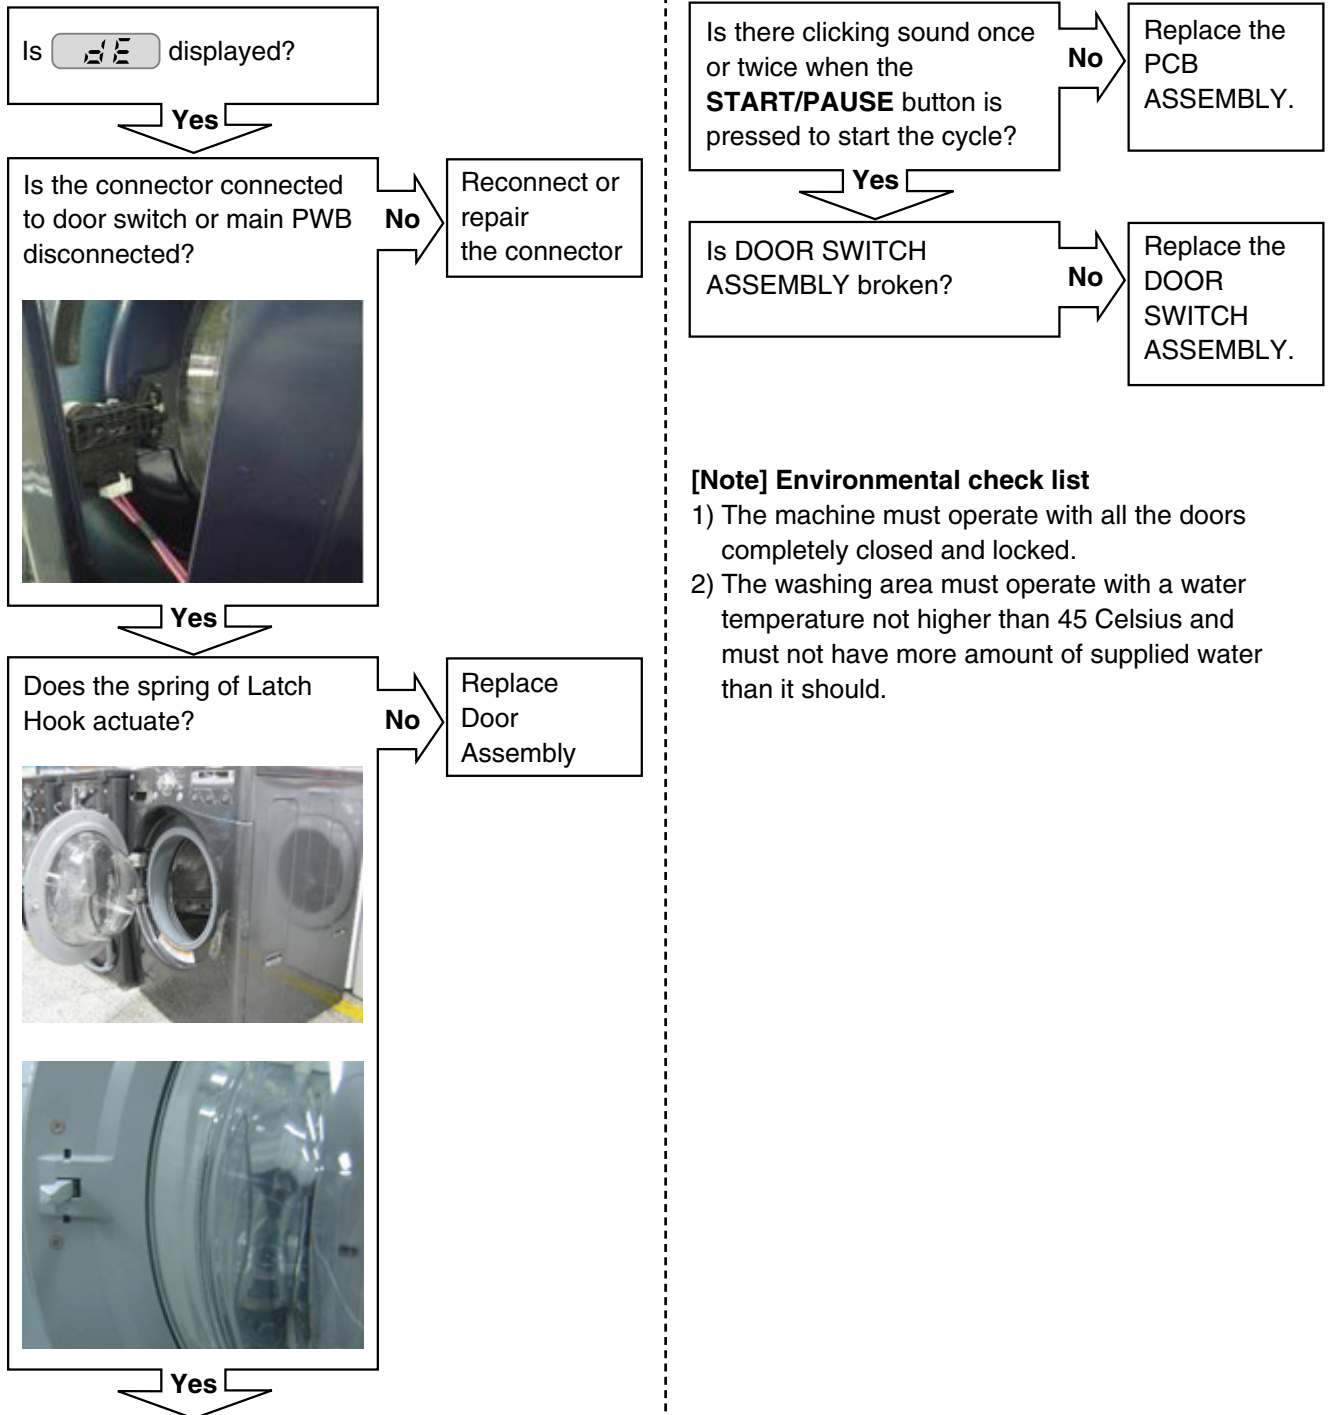 Is dE displayed?
Yes
Is the connector connected
to door switch or main PWB
disconnected?
No
Reconnect or
repair
the connector
Yes
Does the spring of Latch
Hook actuate?
No
Replace
Door
Assembly
Yes
Is there clicking sound once
or twice when the
START/PAUSE button is
pressed to start the cycle?
No
Replace the
PCB
ASSEMBLY.
Yes
Is DOOR SWITCH
ASSEMBLY broken?
No
Replace the
DOOR
SWITCH
ASSEMBLY.
[Note] Environmental check list
1) The machine must operate with all the doors
completely closed and locked.
2) The washing area must operate with a water
temperature not higher than 45 Celsius and
must not have more amount of supplied water
than it should.